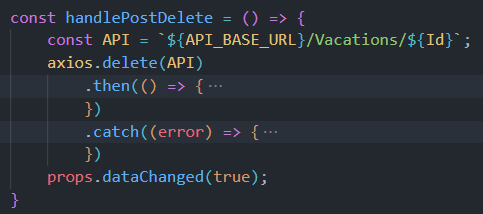 const handlePostDelete = () => {
    const API = `${API_BASE_URL}/Vacations/${Id}`;
    axios.delete(API)
        .then(() => {⋯
        })
        .catch((error) => {⋯
        })
    props.dataChanged(true);
}